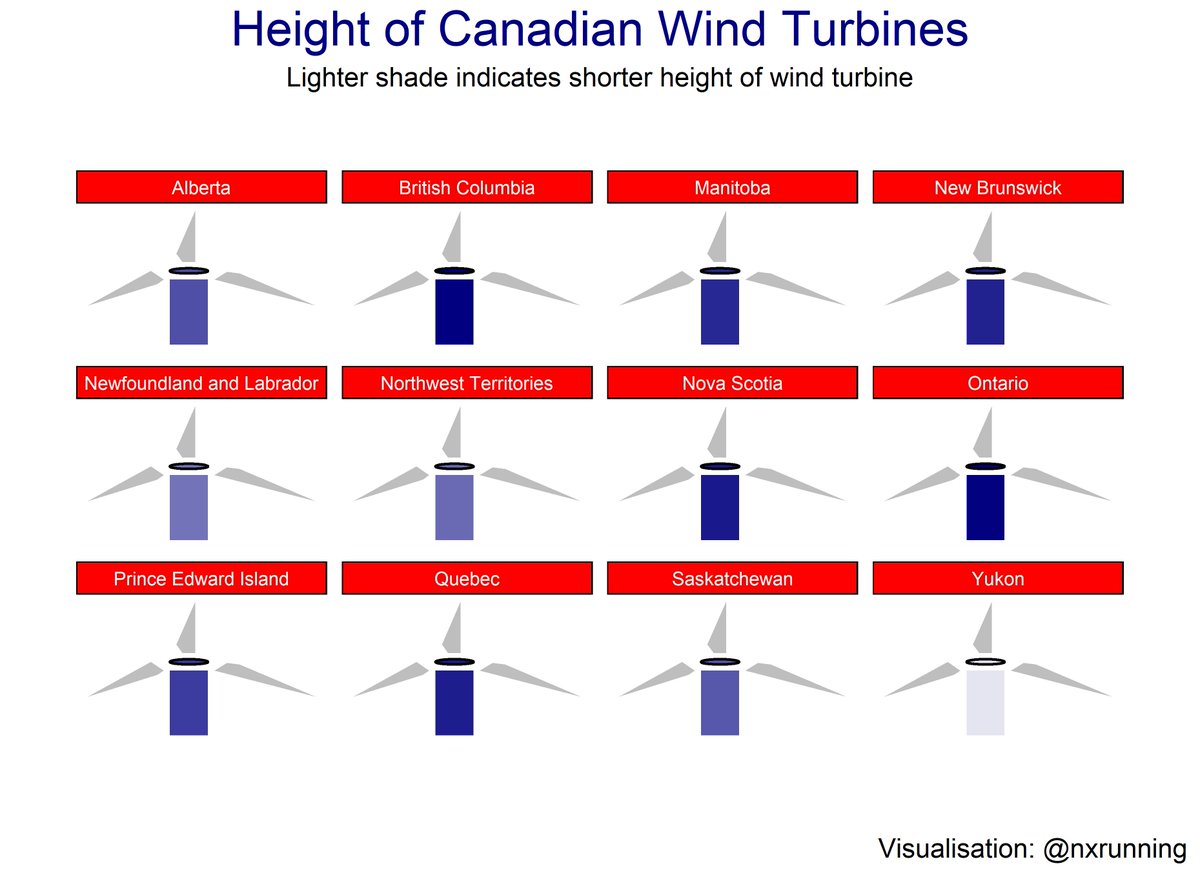 Height of Canadian Wind Turbines
Lighter shade indicates shorter height of wind turbine
Alberta
British Columbia
Manitoba
New Brunswick
Newfoundland and Labrador
Northwest Territories
Nova Scotia
Ontario
Prince Edward Island
Quebec
Saskatchewan
Yukon
Visualisation: @nxrunning